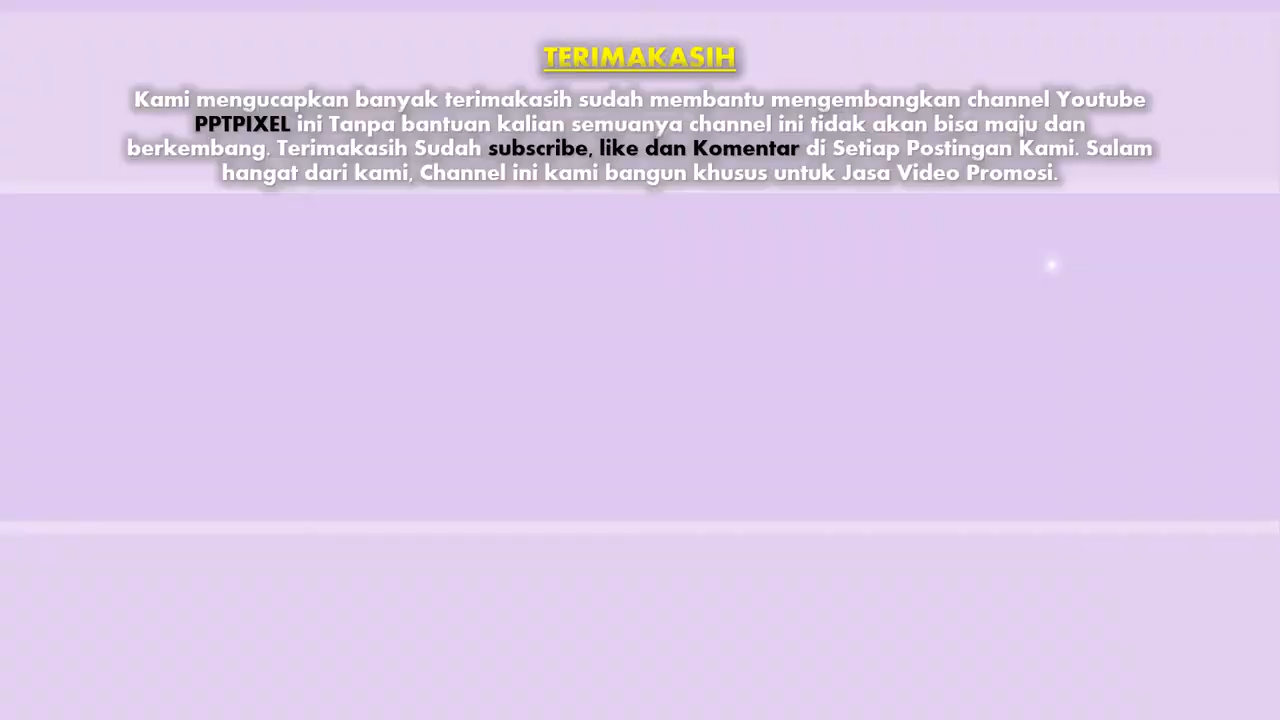 TERIMAKASIH
Kami mengucapkan banyak terimakasih sudah membantu mengembangkan channel Youtube
PPTPIXEL ini Tanpa bantuan kalian semuanya channel ini tidak akan bisa maju dan
berkembang. Terimakasih Sudah subscribe, like dan Komentar di Setiap Postingan Kami. Salam
hangat dari kami, Channel ini kami bangun khusus untuk Jasa Video Promosi.